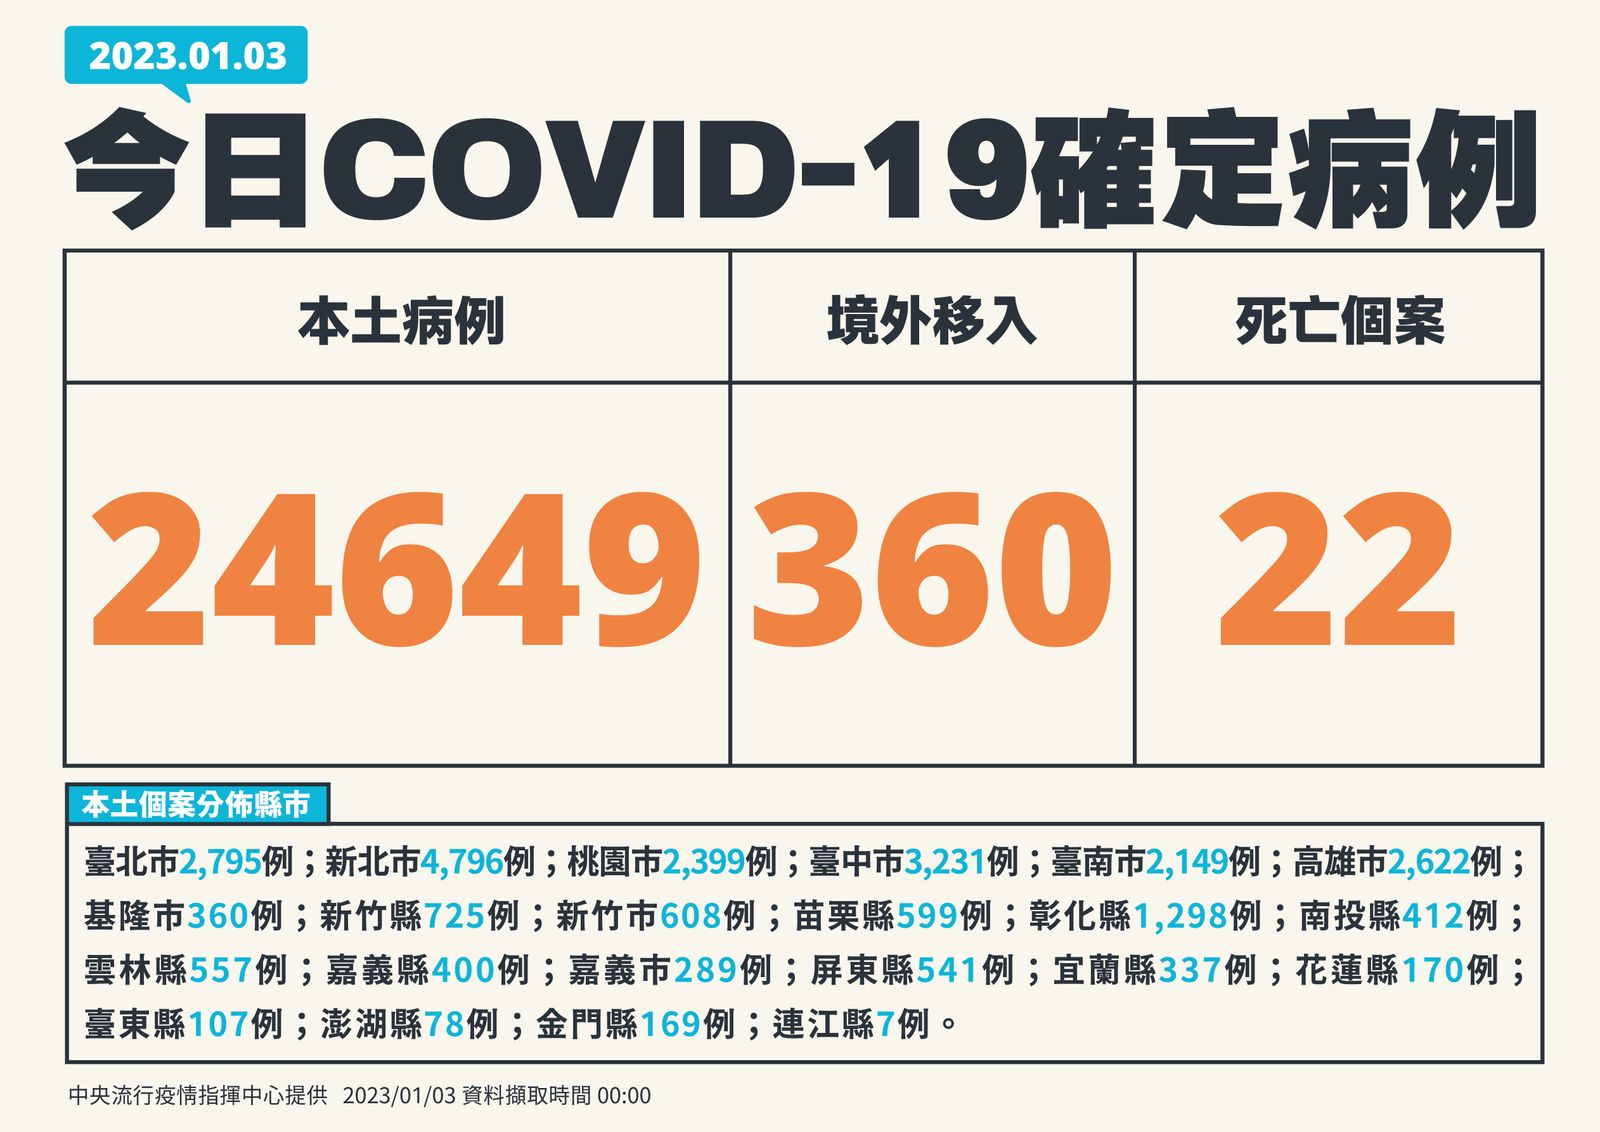 2023.01.03
今日COVID-19確定病例
本土病例 境外移入 死亡個案
24649 360 22
本土個案分佈縣市
臺北市2,795例；新北市4,796例；桃園市2,399例；臺中市3,231例；臺南市2,149例；高雄市2,622例；
基隆市360例；新竹縣725例；新竹市608例；苗栗縣599例；彰化縣1,298例；南投縣412例；
雲林縣557例；嘉義縣400例；嘉義市289例；屏東縣541例；宜蘭縣337例；花蓮縣170例；
臺東縣107例；澎湖縣78例；金門縣169例；連江縣7例。
中央流行疫情指揮中心提供 2023/01/03 資料擷取時間 00:00